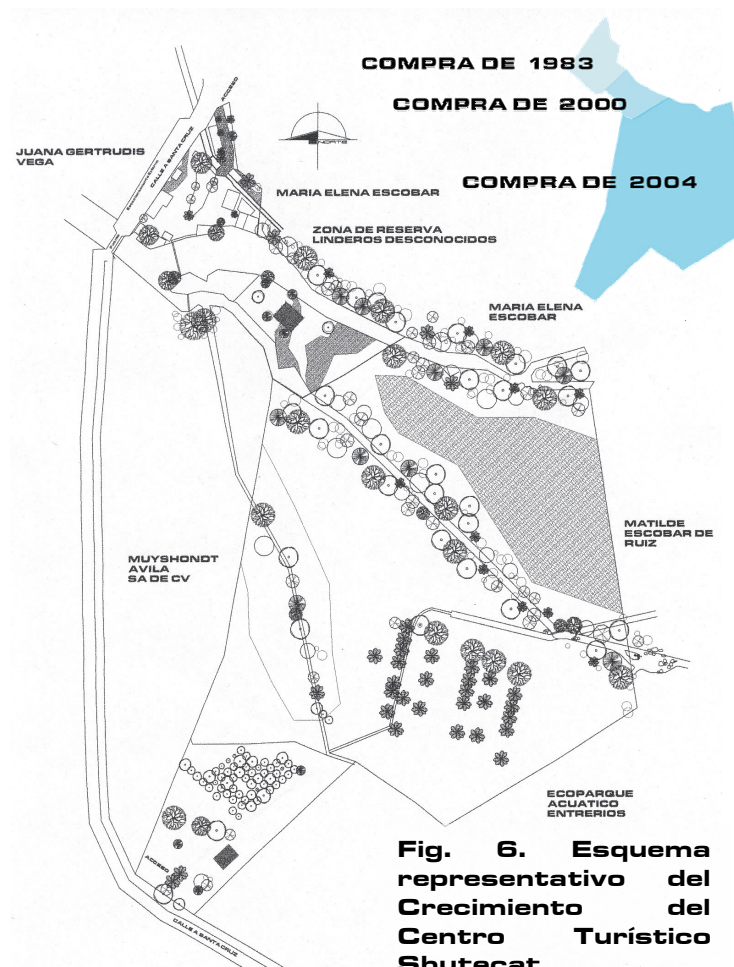 COMPRA DE 1983
COMPRA DE 2000
COMPRA DE 2004
ACCESO
CALLE A SANTA CRUZ
NORTE
JUANA GERTRUDIS
VEGA
MARIA ELENA ESCOBAR
ZONA DE RESERVA
LINDEROS DESCONOCIDOS
MARIA ELENA
ESCOBAR
MATILDE
ESCOBAR DE
RUIZ
MUYSHONDT
AVILA
SA DE CV
ECOPARQUE
ACUATICO
ENTRERIOS
ACCESO
CALLE A SANTA CRUZ
Fig. 6. Esquema
representativo del
Crecimiento del
Centro Turístico
Shutecat